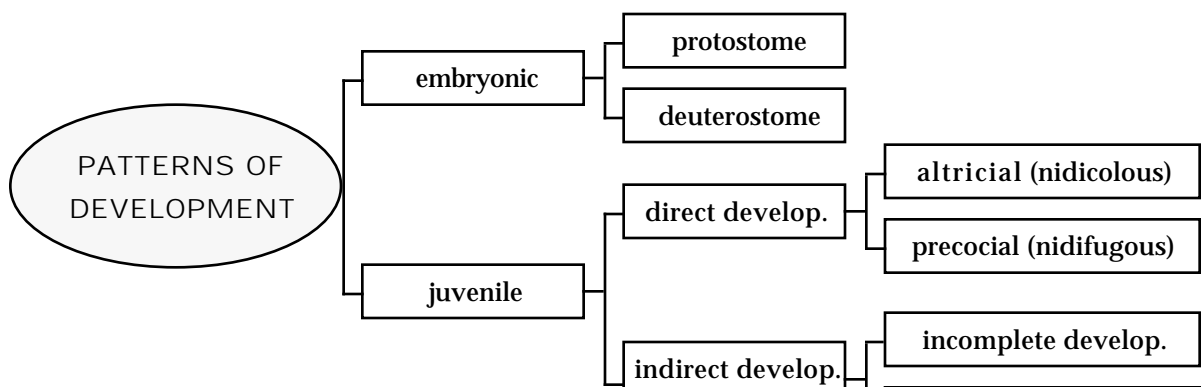 protostome
embryonic
deuterostome
PATTERNS OF
DEVELOPMENT
altricial (nidicolous)
direct develop.
precocial (nidifugous)
juvenile
incomplete develop.
indirect develop.